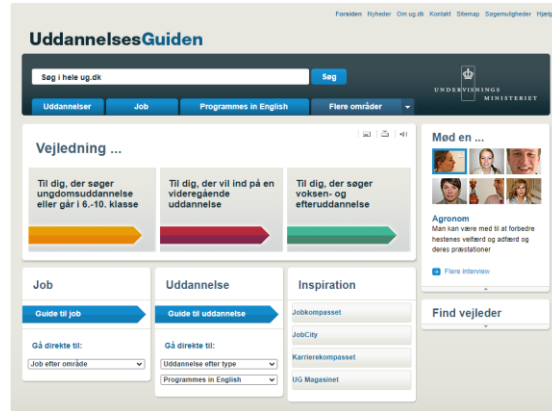 Forsiden Nyheder Om ug.dk Kontakt Sitemap Søgemuligheder Hjælp
UddannelsesGuiden
Søg i hele ug.dk
Søg
UNDERVISNINGS
MINISTERIET
Uddannelser Job Programmes in English Flere områder
Vejledning ...
Til dig, der søger
ungdomsuddannelse
eller går i 6.-10. klasse
Til dig, der vil ind på en
videregående
uddannelse
Til dig, der søger
voksen- og
efteruddannelse
Mød en ...
Agronom
Man kan være med til at forbedre
hestenes velfærd og adfærd og
deres præstationer
Flere interview
Job
Guide til job
Gå direkte til:
Job efter område
Uddannelse
Guide til uddannelse
Gå direkte til:
Uddannelse efter type
Programmes in English
Inspiration
Jobkompasset
JobCity
Karrierekompasset
UG Magasinet
Find vejleder